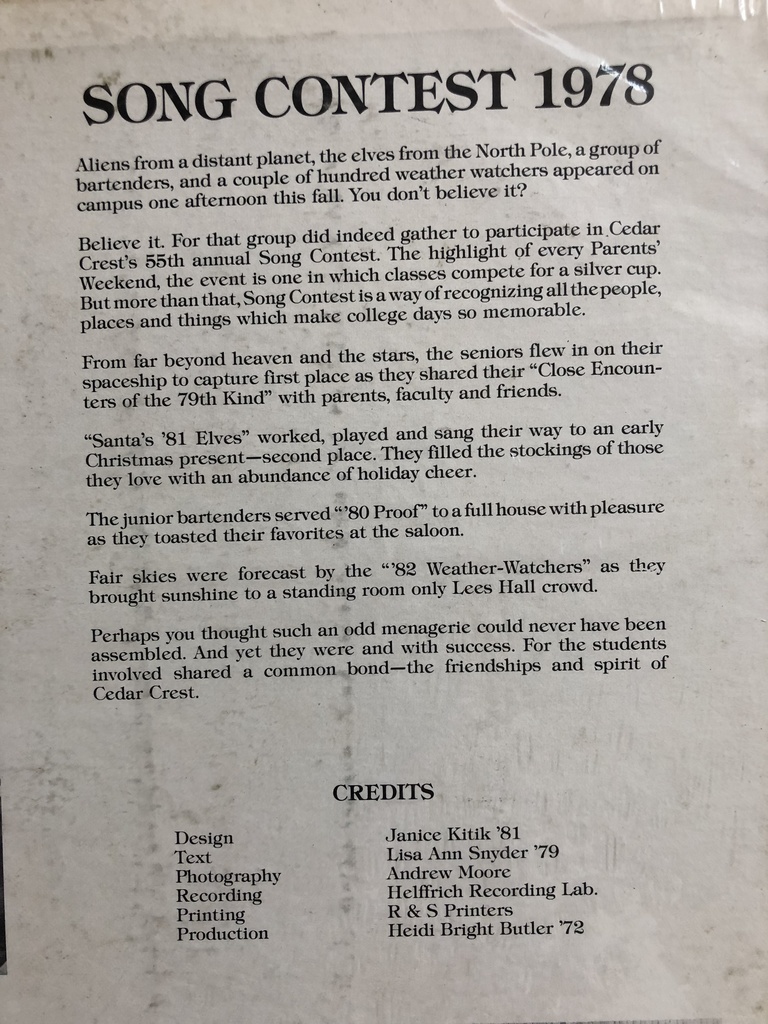 SONG CONTEST 1978
Aliens from a distant planet, the elves from the North Pole, a group of
bartenders, and a couple of hundred weather watchers appeared on
campus one afternoon this fall. You don't believe it?
Believe it. For that group did indeed gather to participate in Cedar
Crest's 55th annual Song Contest. The highlight of every Parents'
Weekend, the event is one in which classes compete for a silver cup.
But more than that, Song Contest is a way of recognizing all the people,
places and things which make college days so memorable.
From far beyond heaven and the stars, the seniors flew in on their
spaceship to capture first place as they shared their "Close Encoun-
ters of the 79th Kind" with parents, faculty and friends.
"Santa's '81 Elves" worked, played and sang their way to an early
Christmas present—second place. They filled the stockings of those
they love with an abundance of holiday cheer.
The junior bartenders served "'80 Proof" to a full house with pleasure
as they toasted their favorites at the saloon.
Fair skies were forecast by the "'82 Weather-Watchers" as they
brought sunshine to a standing room only Lees Hall crowd.
Perhaps you thought such an odd menagerie could never have been
assembled. And yet they were and with success. For the students
involved shared a common bond—the friendships and spirit of
Cedar Crest.
CREDITS
Design Janice Kitik '81
Text Lisa Ann Snyder '79
Photography Andrew Moore
Recording Helffrich Recording Lab.
Printing R & S Printers
Production Heidi Bright Butler '72